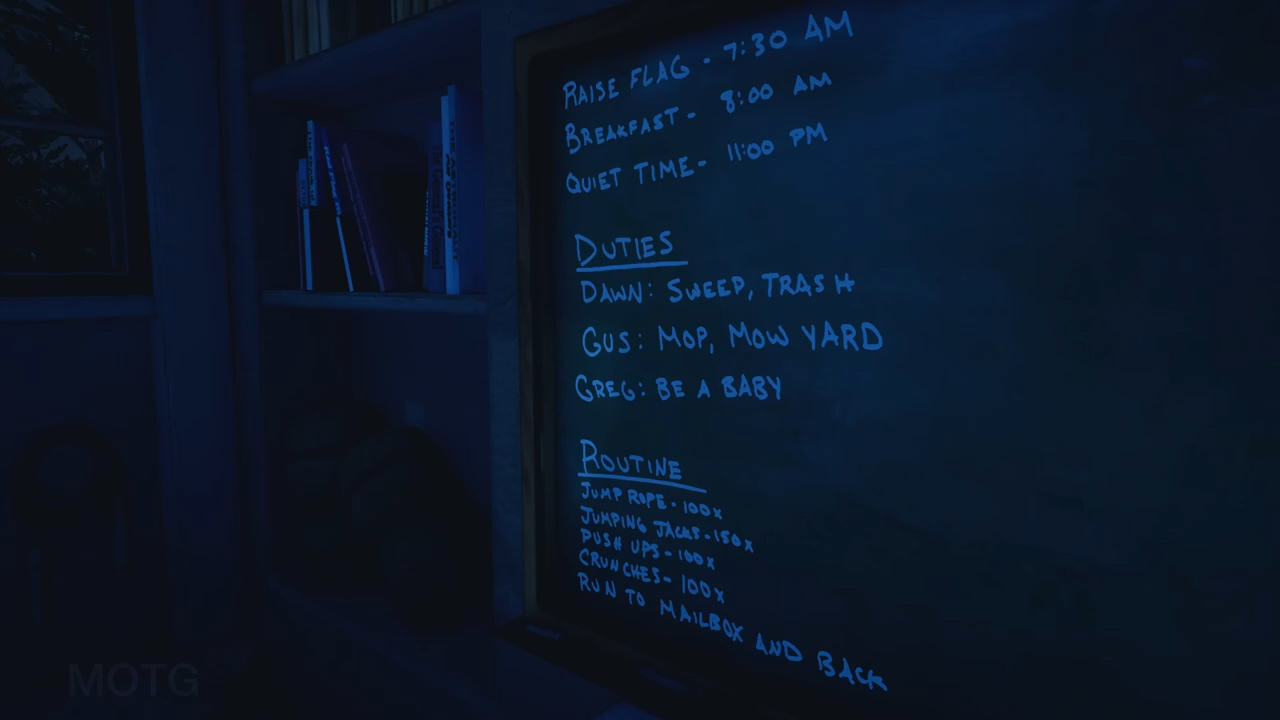 RAISE FLAG - 7:30 AM
BREAKFAST - 8:00 AM
QUIET TIME - 11:00 PM
DUTIES
DAWN: SWEEP, TRASH
GUS: MOP, MOW YARD
GREG: BE A BABY
ROUTINE
JUMP ROPE - 100x
JUMPING JACKS - 150x
PUSH UPS - 100x
CRUNCHES - 100x
RUN TO MAILBOX AND BACK
MOTG